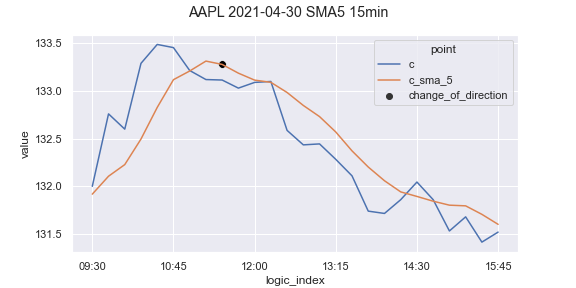 AAPL 2021-04-30 SMA5 15min
133.5
133.0
132.5
132.0
131.5
value
point
c
c_sma_5
change_of_direction
09:30 10:45 12:00 13:15 14:30 15:45
logic_index